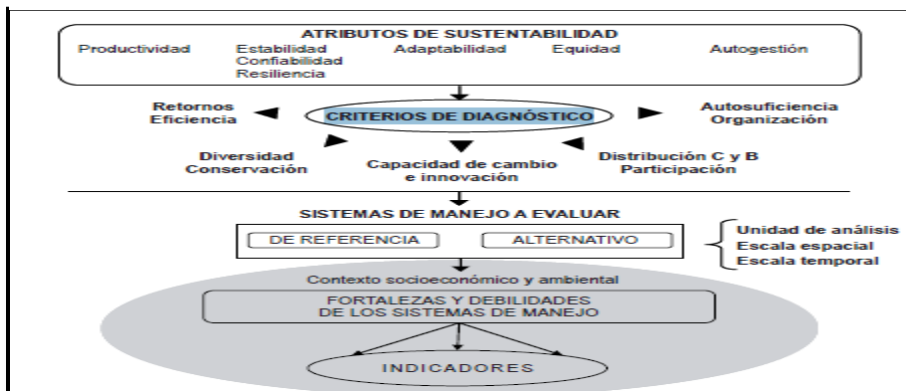 ATRIBUTOS DE SUSTENTABILIDAD
Productividad
Estabilidad
Confiabilidad
Resiliencia
Adaptabilidad
Equidad
Autogestión
Retornos
Eficiencia
CRITERIOS DE DIAGNÓSTICO
Autosuficiencia
Organización
Diversidad
Conservación
Capacidad de cambio
e innovación
Distribución C y B
Participación
SISTEMAS DE MANEJO A EVALUAR
DE REFERENCIA
ALTERNATIVO
Unidad de análisis
Escala espacial
Escala temporal
Contexto socioeconómico y ambiental
FORTALEZAS Y DEBILIDADES
DE LOS SISTEMAS DE MANEJO
INDICADORES